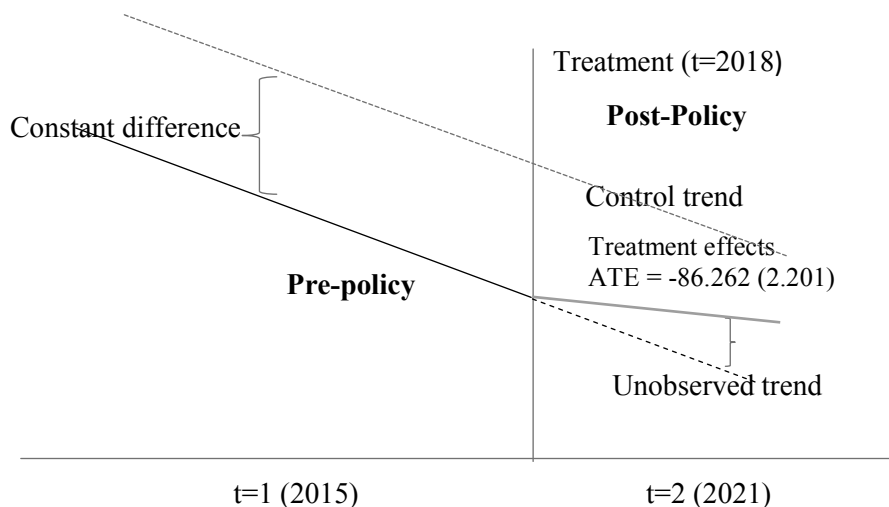 Treatment (t=2018)
Post-Policy
Constant difference
Control trend
Treatment effects
ATE = -86.262 (2.201)
Pre-policy
Unobserved trend
t=1 (2015)
t=2 (2021)